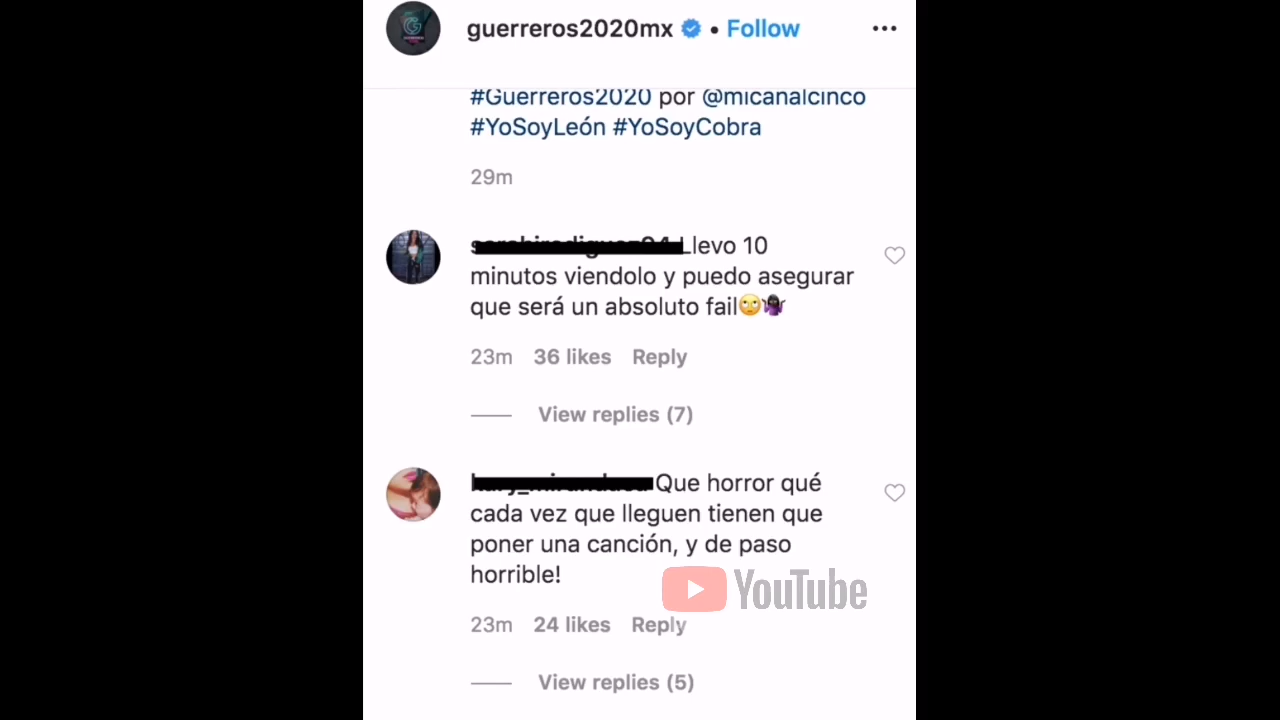 guerreros2020mx • Follow
#Guerreros2020 por @micanalcinco
#YoSoyLeón #YoSoyCobra
29m
Llevo 10
minutos viendolo y puedo asegurar
que será un absoluto fail🙄🤷🏿‍♀️
23m 36 likes Reply
View replies (7)
Que horror qué
cada vez que lleguen tienen que
poner una canción, y de paso
horrible!
YouTube
23m 24 likes Reply
View replies (5)